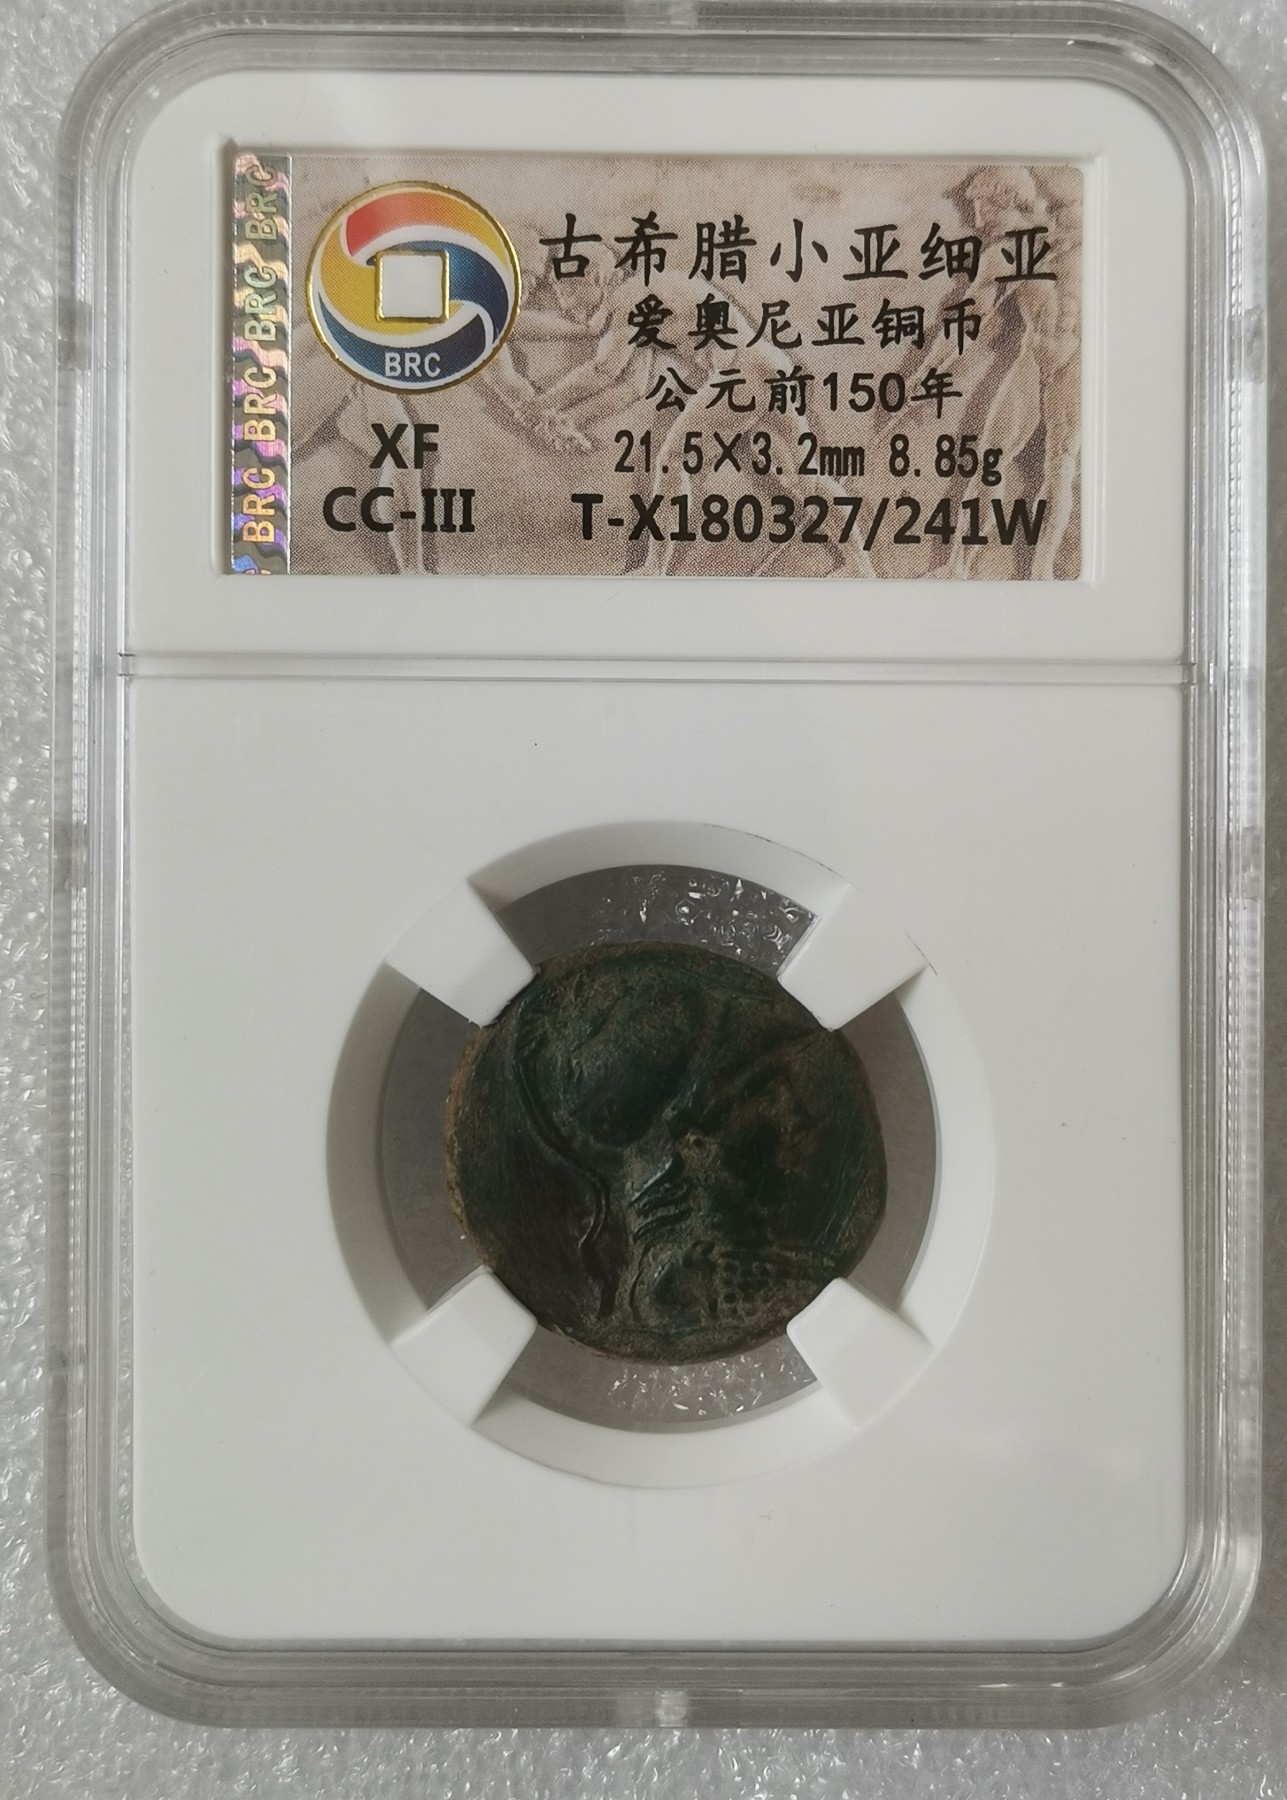 BRC BRC BRC BRC
BRC
古希腊小亚细亚
爱奥尼亚铜币
公元前150年
XF
21.5×3.2mm 8.85g
CC-III
T-X180327/241W